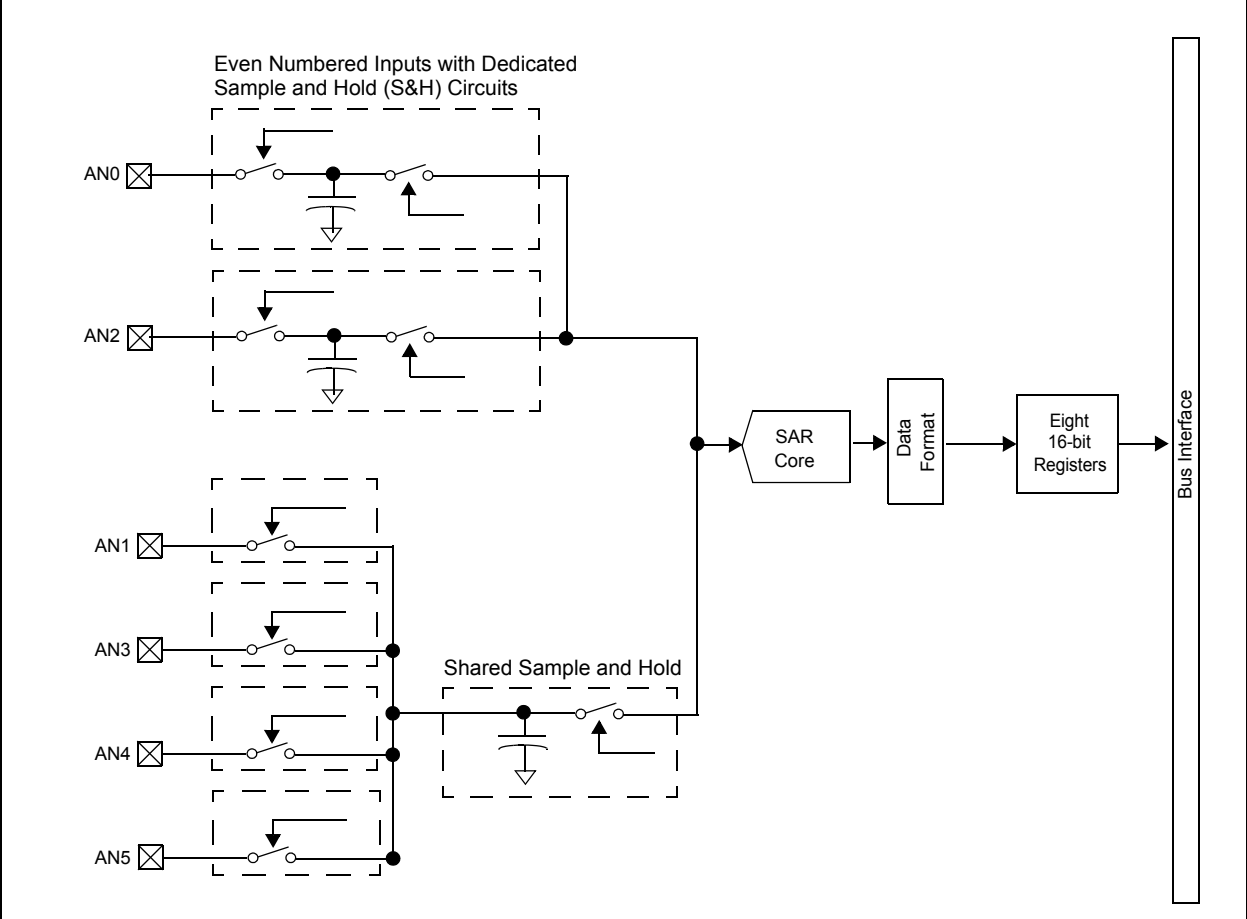 Even Numbered Inputs with Dedicated
Sample and Hold (S&H) Circuits
AN0
AN2
SAR
Core
Data
Format
Eight
16-bit
Registers
Bus Interface
AN1
AN3
Shared Sample and Hold
AN4
AN5